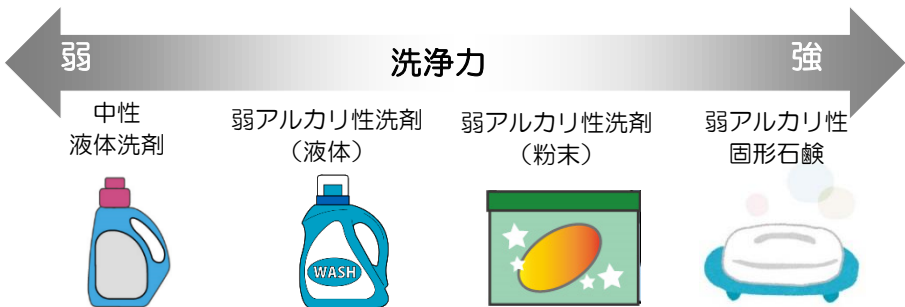 弱
洗浄力
強
中性
液体洗剤
弱アルカリ性洗剤
（液体）
弱アルカリ性洗剤
（粉末）
弱アルカリ性
固形石鹸
WASH